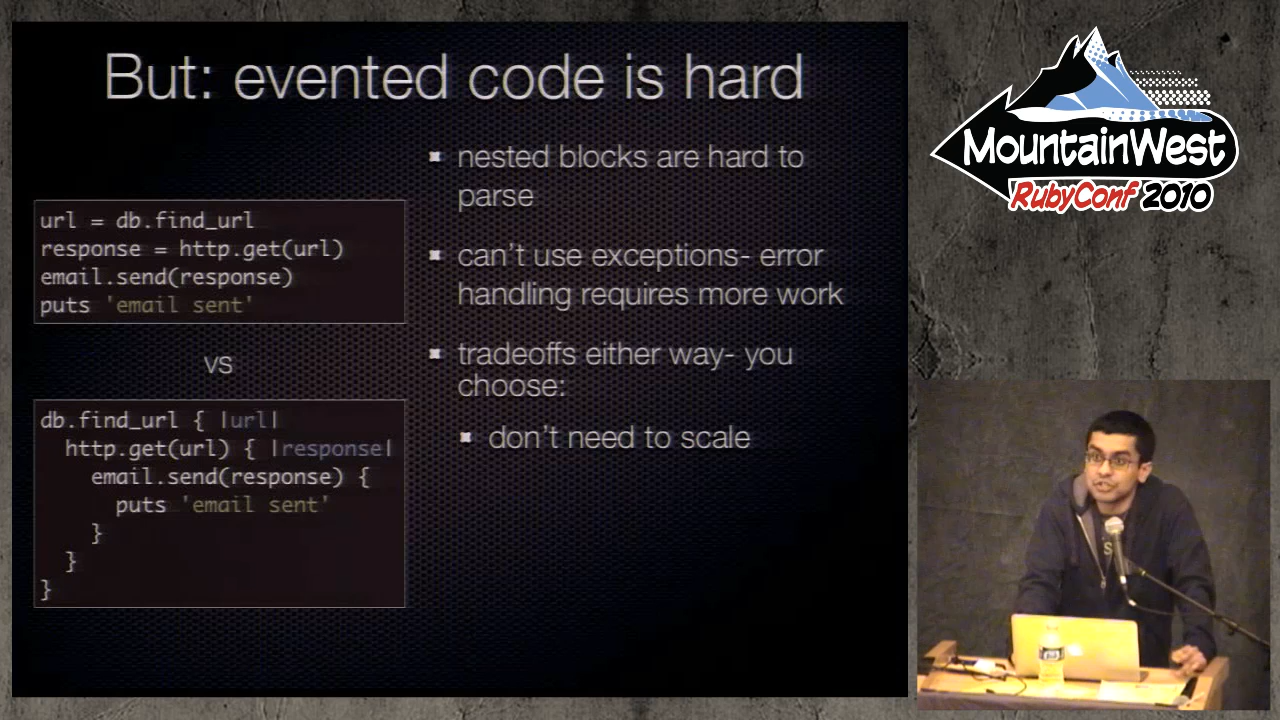 But: evented code is hard
url = db.find_url
response = http.get(url)
email.send(response)
puts 'email sent'
vs
db.find_url { |url|
http.get(url) { |response|
email.send(response) {
puts 'email sent'
}
}
}
nested blocks are hard to
parse
can't use exceptions- error
handling requires more work
tradeoffs either way- you
choose:
don't need to scale
MountainWest
RubyConf 2010